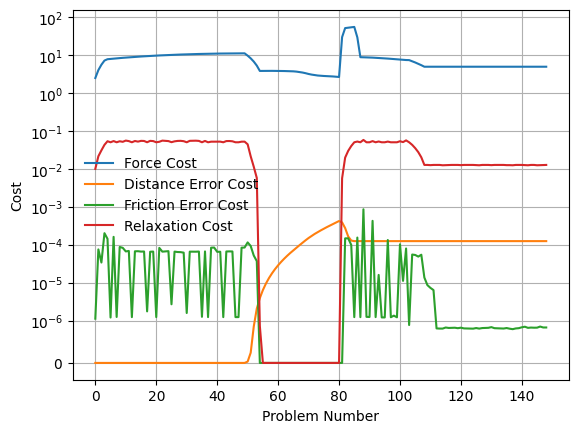 10²
10¹
10⁰
10⁻¹
10⁻²
10⁻³
10⁻⁴
10⁻⁵
10⁻⁶
0
Cost
Force Cost
Distance Error Cost
Friction Error Cost
Relaxation Cost
0 20 40 60 80 100 120 140
Problem Number